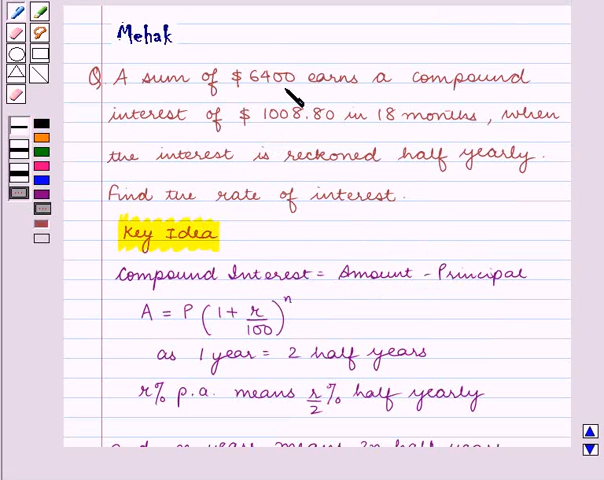 Mehak
Q. A sum of $ 6400 earns a compound
interest of $ 1008.80 in 18 months, when
the interest is reckoned half yearly.
Find the rate of interest.
Key Idea
Compound Interest = Amount - Principal
A = P (1 + r/100)^n
as 1 year = 2 half years
r% p.a. means r/2 % half yearly